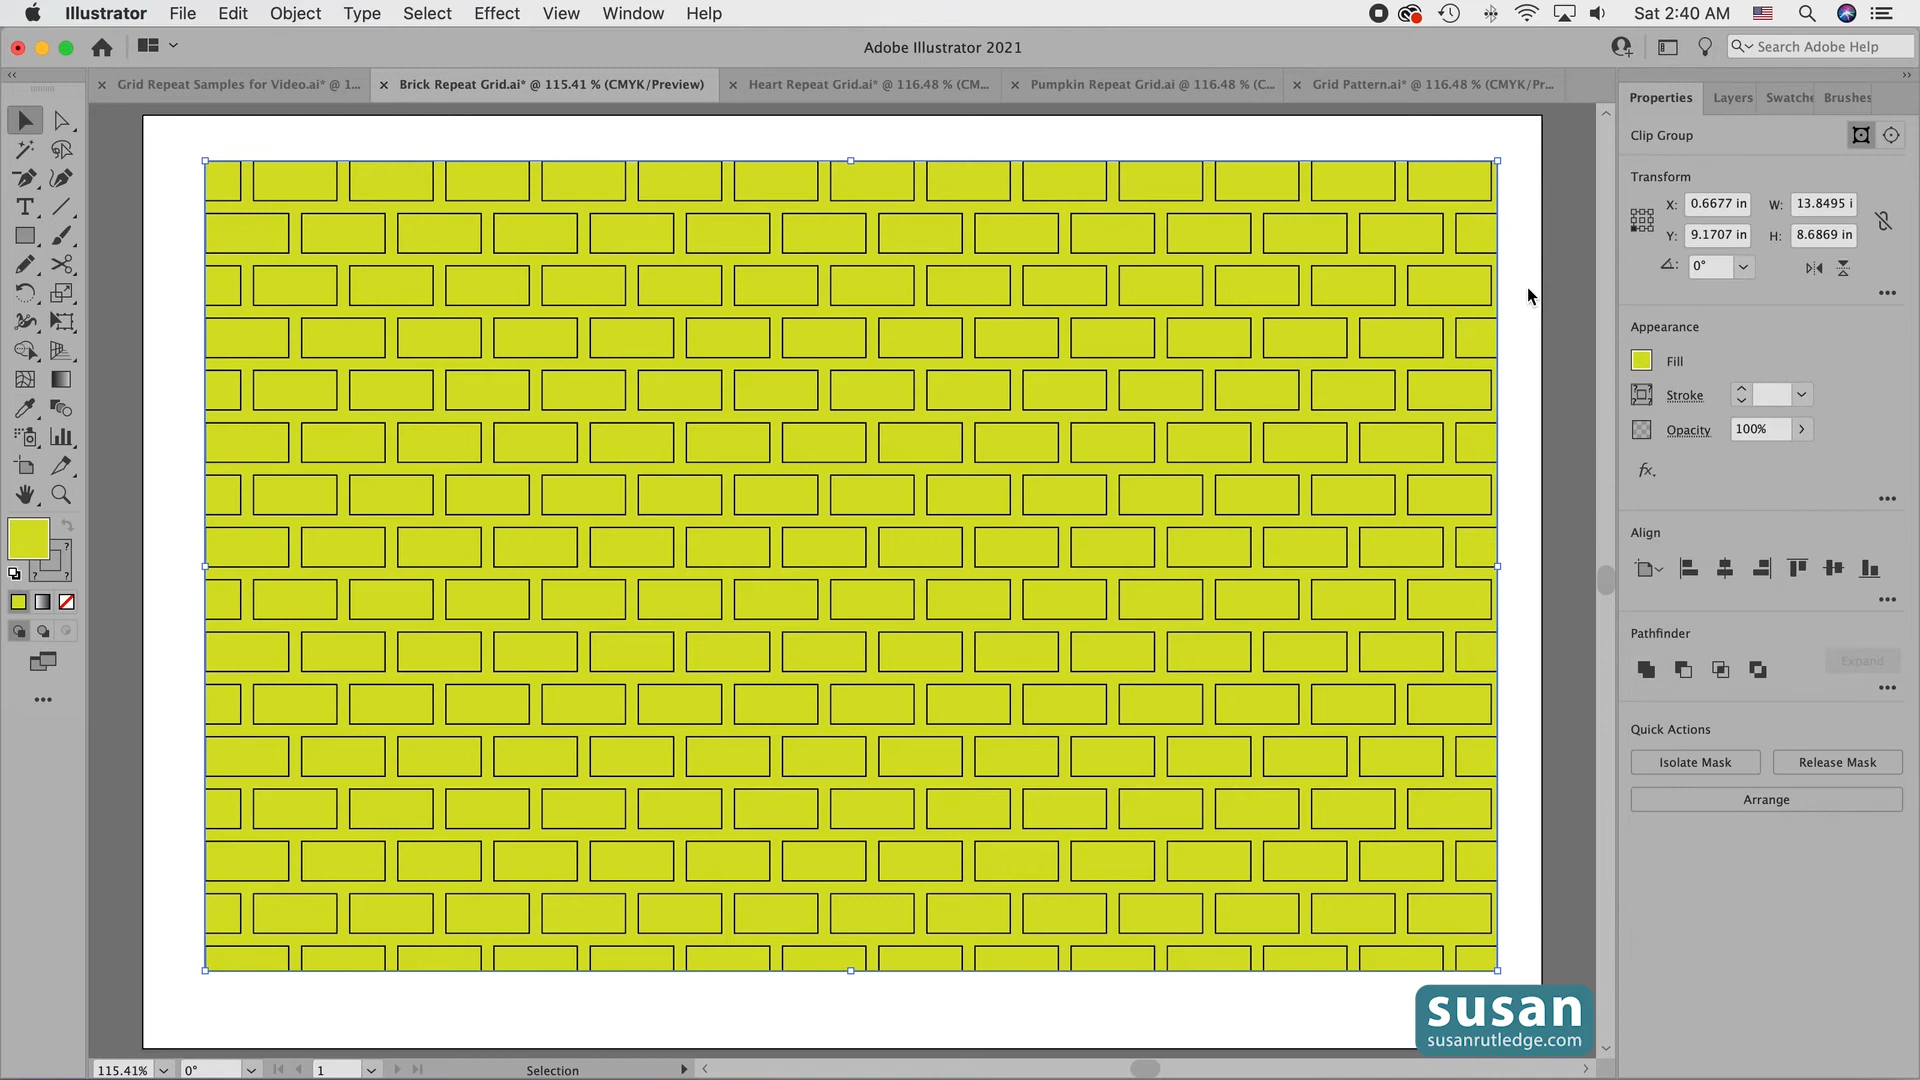 Illustrator File Edit Object Type Select Effect View Window Help Sat 2:40 AM
Adobe Illustrator 2021 Search Adobe Help
Grid Repeat Samples for Video.ai* @ 1... Brick Repeat Grid.ai* @ 115.41 % (CMYK/Preview) Heart Repeat Grid.ai* @ 116.48 % (CM... Pumpkin Repeat Grid.ai @ 116.48 % (C... Grid Pattern.ai* @ 116.48 % (CMYK/Pr...
Properties Layers Swatche Brushes
Clip Group
Transform
X: 0.6677 in W: 13.8495 i
Y: 9.1707 in H: 8.6869 in
0°
Appearance
Fill
Stroke
Opacity 100%
fx.
Align
Pathfinder
Expand
Quick Actions
Isolate Mask Release Mask
Arrange
susan
susanrutledge.com
115.41% 0° 1 Selection